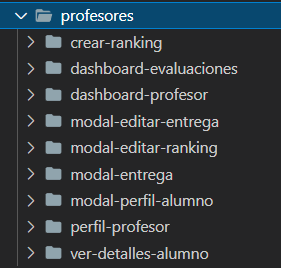 profesores
crear-ranking
dashboard-evaluaciones
dashboard-profesor
modal-editar-entrega
modal-editar-ranking
modal-entrega
modal-perfil-alumno
perfil-profesor
ver-detalles-alumno